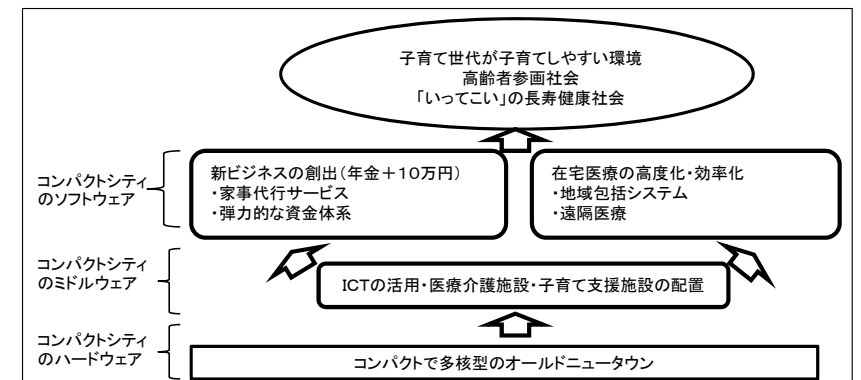 子育て世代が子育てしやすい環境
高齢者参画社会
「いってこい」の長寿健康社会
コンパクトシティ
のソフトウェア
新ビジネスの創出（年金＋10万円）
・家事代行サービス
・弾力的な資金体系
在宅医療の高度化・効率化
・地域包括システム
・遠隔医療
コンパクトシティ
のミドルウェア
ICTの活用・医療介護施設・子育て支援施設の配置
コンパクトシティ
のハードウェア
コンパクトで多核型のオールドニュータウン